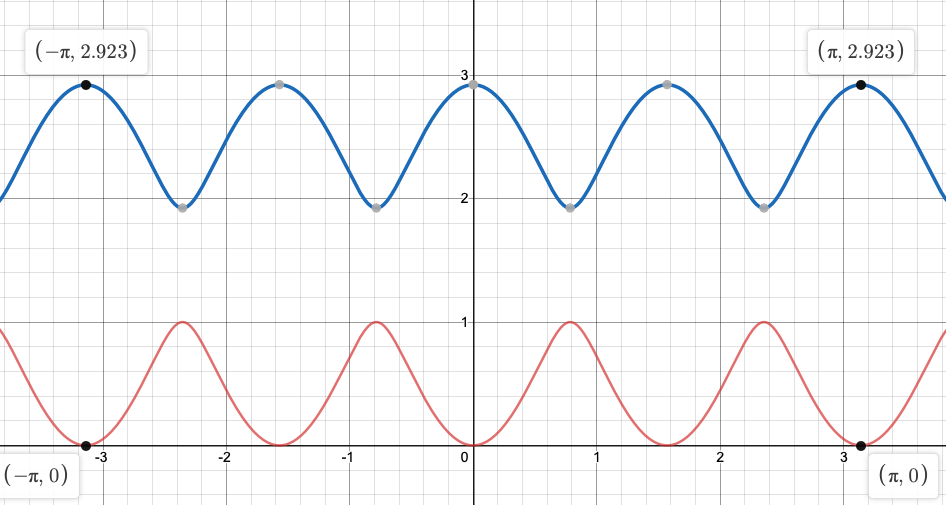 (−π, 2.923)
(π, 2.923)
3
2
1
-3 -2 -1 0 1 2 3
(−π, 0)
(π, 0)